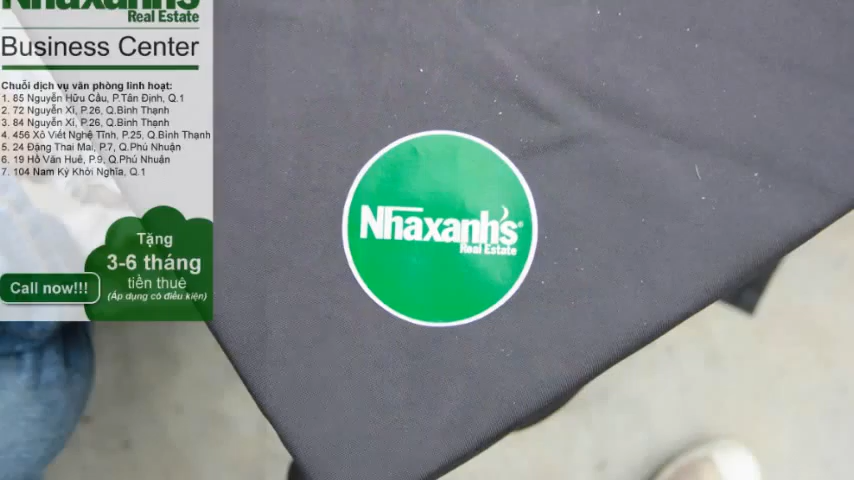 Nhaxanh's
Real Estate
Business Center
Chuỗi dịch vụ văn phòng linh hoạt:
1. 85 Nguyễn Hữu Cầu, P.Tân Định, Q.1
2. 72 Nguyễn Xí, P.26, Q.Bình Thạnh
3. 84 Nguyễn Xí, P.26, Q.Bình Thạnh
4. 456 Xô Viết Nghệ Tĩnh, P.25, Q.Bình Thạnh
5. 24 Đặng Thai Mai, P.7, Q.Phú Nhuận
6. 19 Hồ Văn Huê, P.9, Q.Phú Nhuận
7. 104 Nam Kỳ Khởi Nghĩa, Q.1
Tặng
3-6 tháng
tiền thuê
(Áp dụng có điều kiện)
Call now!!!
Nhaxanh's®
Real Estate